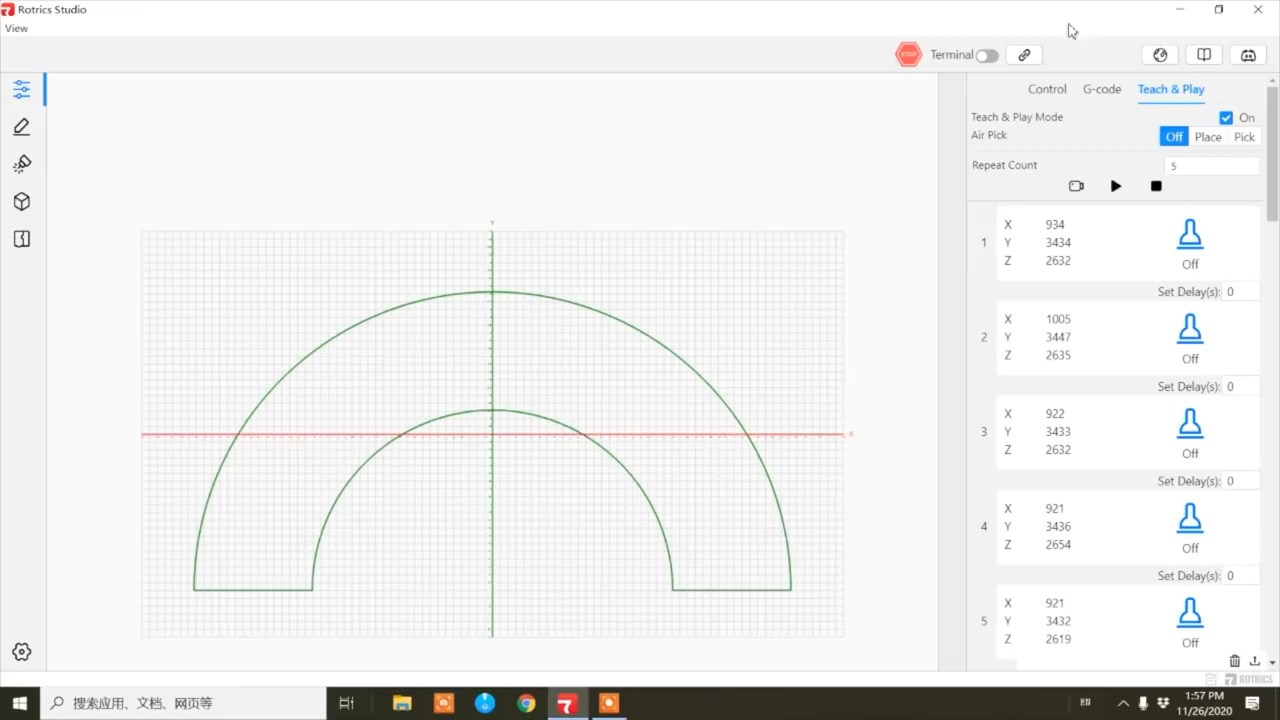 Rotrics Studio
View
STOP
Terminal
Control G-code Teach & Play
Teach & Play Mode On
Air Pick Off Place Pick
Repeat Count 5
1 X 934
Y 3434
Z 2632
Off
Set Delay(s): 0
2 X 1005
Y 3447
Z 2635
Off
Set Delay(s): 0
3 X 922
Y 3433
Z 2632
Off
Set Delay(s): 0
4 X 921
Y 3436
Z 2654
Off
Set Delay(s): 0
5 X 921
Y 3432
Z 2619
Off
Y
X
ROTRICS
搜索应用、文档、网页等
EN
1:57 PM
11/26/2020